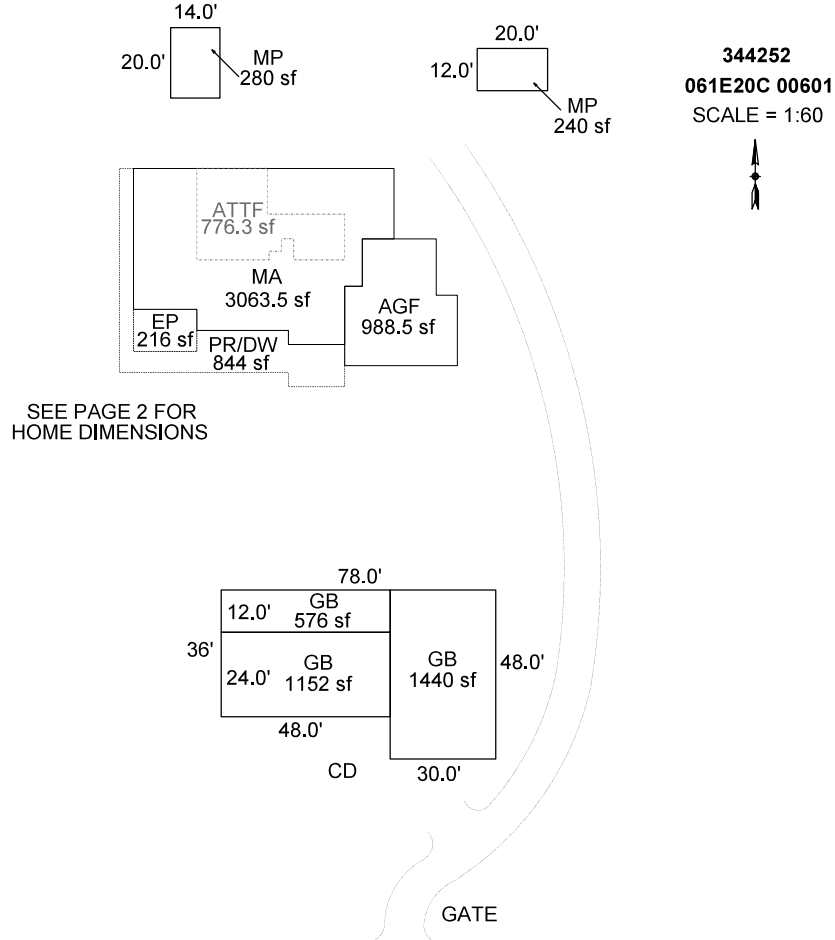 14.0'
20.0'
MP
280 sf
20.0'
12.0'
MP
240 sf
344252
061E20C 00601
SCALE = 1:60
ATTF
776.3 sf
MA
3063.5 sf
AGF
988.5 sf
EP
216 sf
PR/DW
844 sf
SEE PAGE 2 FOR
HOME DIMENSIONS
78.0'
12.0'
GB
576 sf
36'
24.0'
GB
1152 sf
GB
1440 sf
48.0'
48.0'
CD
30.0'
GATE